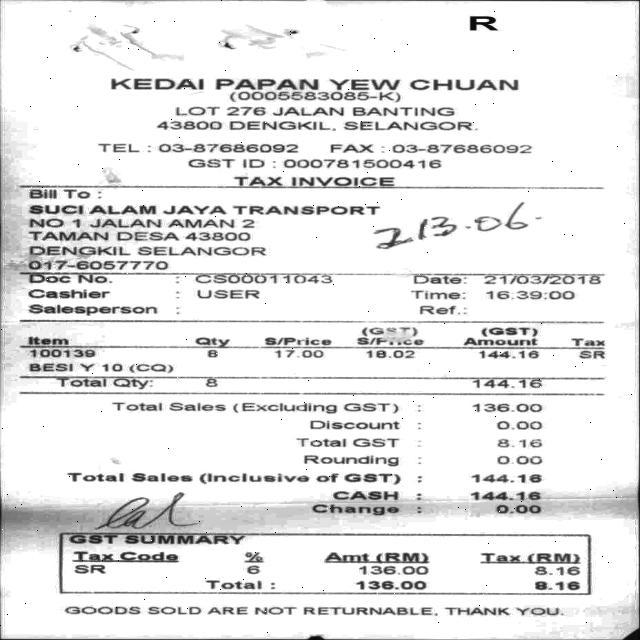 R
KEDAI PAPAN YEW CHUAN
(0005583085-K)
LOT 276 JALAN BANTING
43800 DENGKIL, SELANGOR.
TEL : 03-87686092 FAX : 03-87686092
GST ID : 000781500416
TAX INVOICE
Bill To :
SUCI ALAM JAYA TRANSPORT
NO 1 JALAN AMAN 2
TAMAN DESA 43800
DENGKIL SELANGOR
017-6057770
213.06.
Doc No. : CS00011043 Date: 21/03/2018
Cashier : USER Time: 16:39:00
Salesperson : Ref.:
(GST) (GST)
Item Qty S/Price S/Price Amount Tax
100139 8 17.00 18.02 144.16 SR
BESI Y 10 (CQ)
Total Qty: 8 144.16
Total Sales (Excluding GST) : 136.00
Discount : 0.00
Total GST : 8.16
Rounding : 0.00
Total Sales (Inclusive of GST) : 144.16
CASH : 144.16
Change : 0.00
GST SUMMARY
Tax Code % Amt (RM) Tax (RM)
SR 6 136.00 8.16
Total : 136.00 8.16
GOODS SOLD ARE NOT RETURNABLE, THANK YOU.